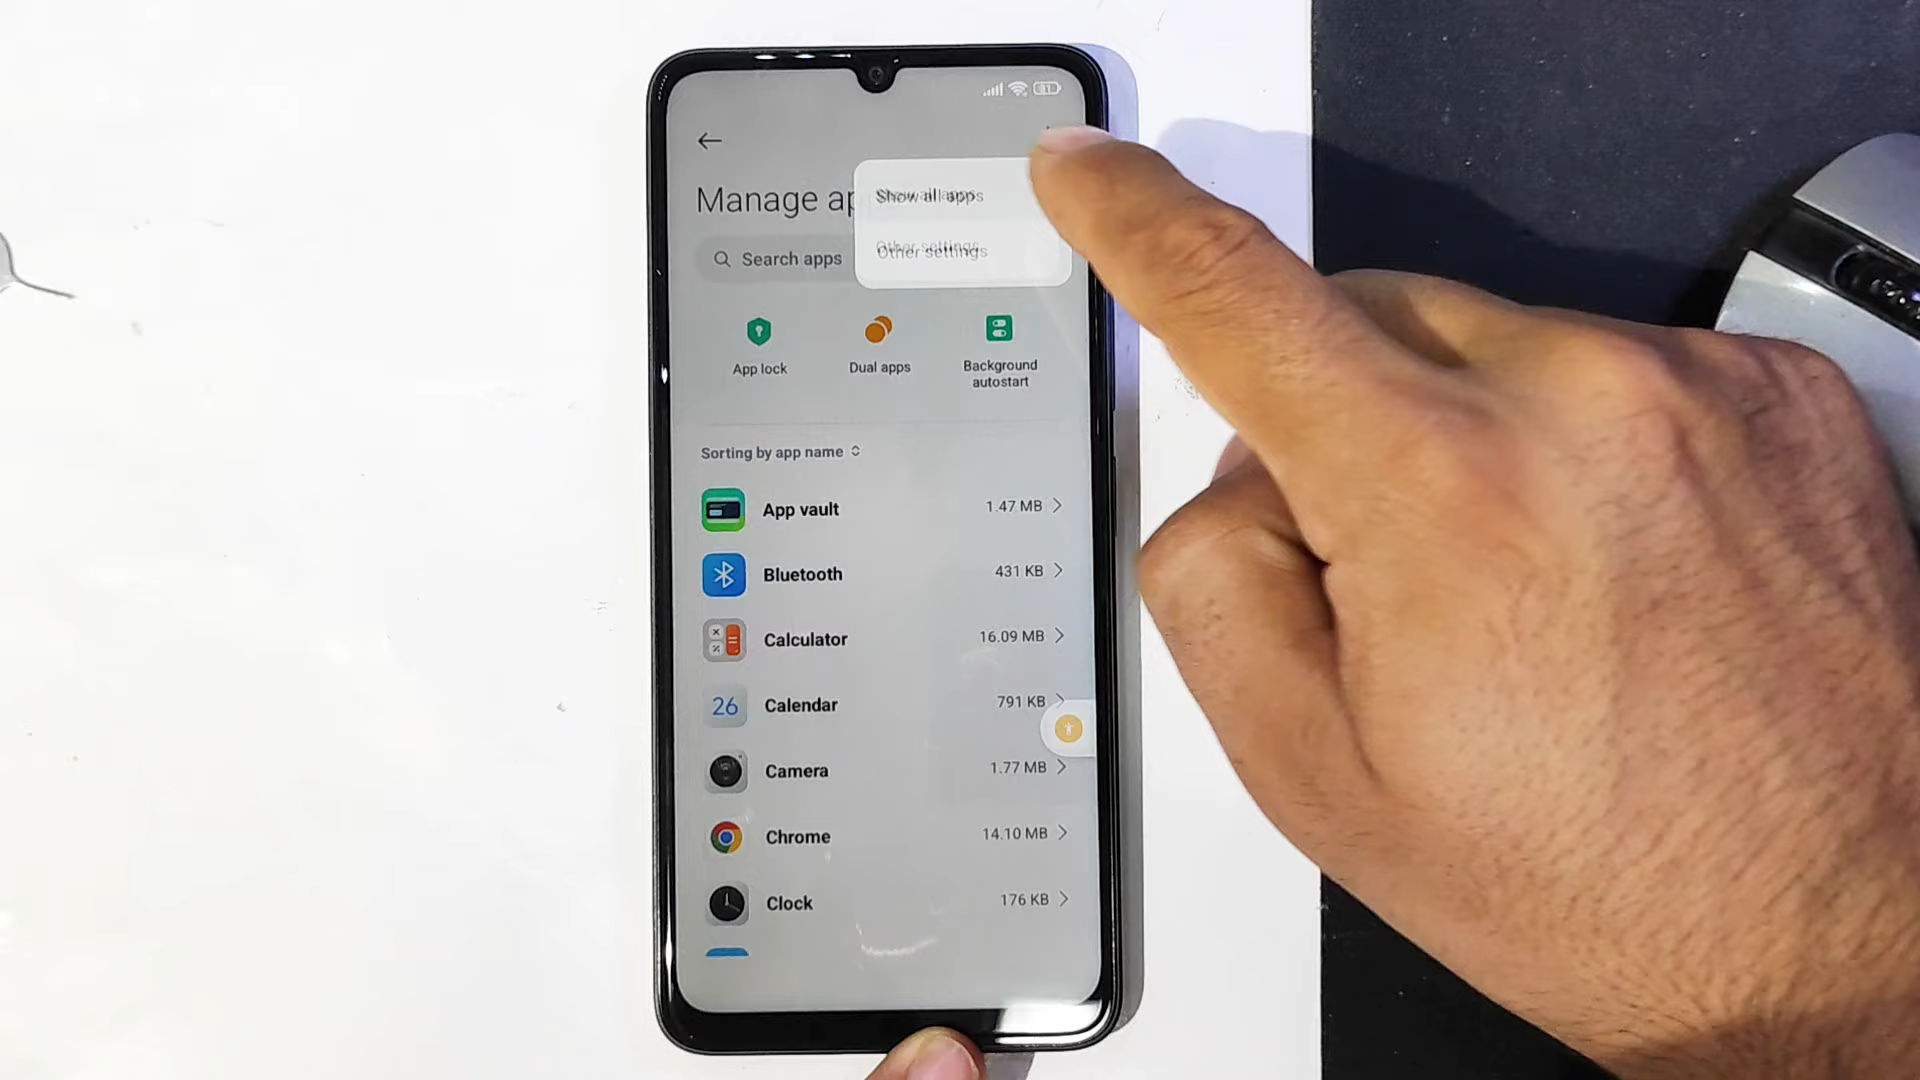 31
Manage ap
Show all apps
Other settings
Search apps
App lock
Dual apps
Background
autostart
Sorting by app name
App vault
1.47 MB
Bluetooth
431 KB
Calculator
16.09 MB
26
Calendar
791 KB
Camera
1.77 MB
Chrome
14.10 MB
Clock
176 KB